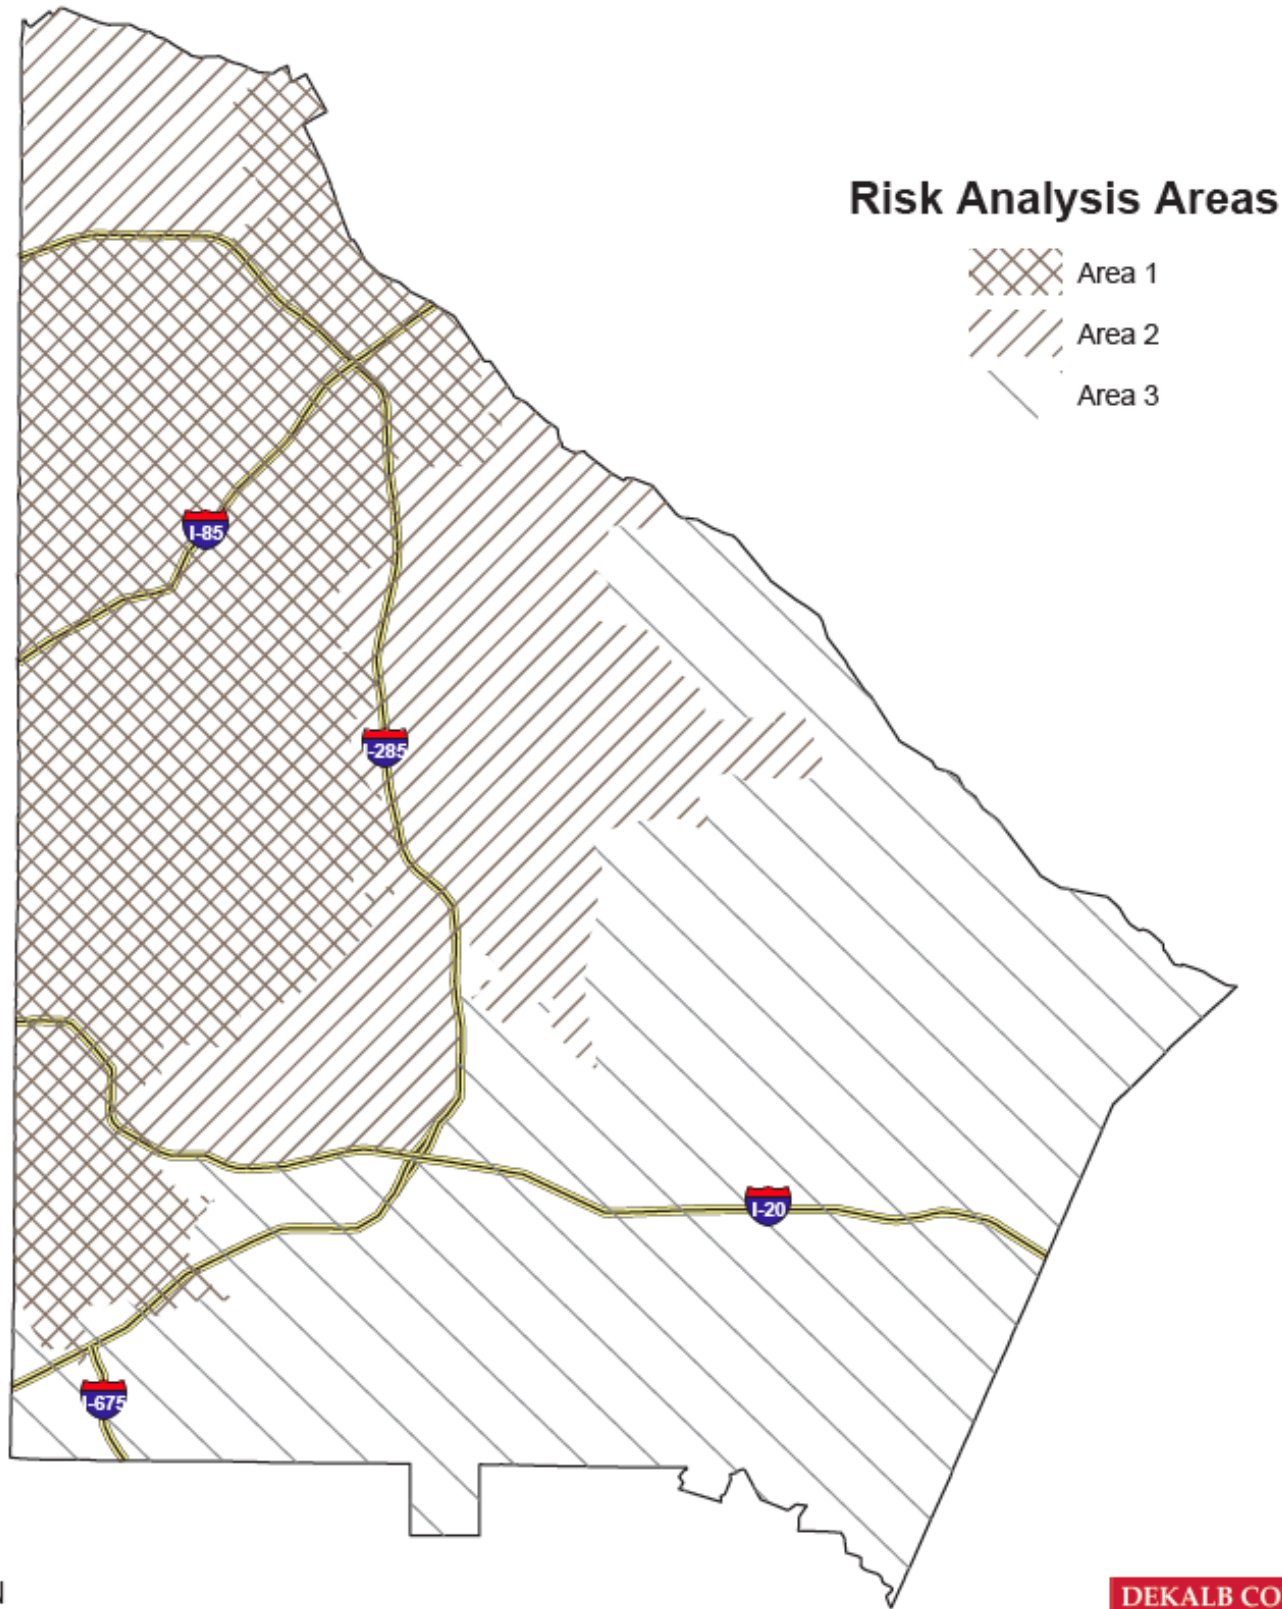 Risk Analysis Areas
Area 1
Area 2
Area 3
I-85
I-285
I-20
I-675
DEKALB CO